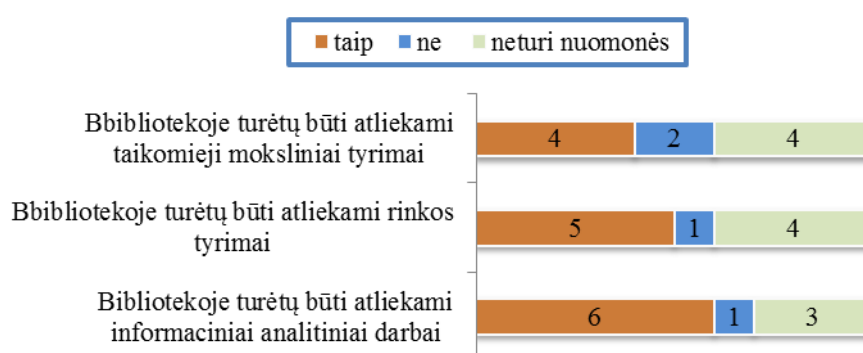 taip ne neturi nuomonės
Bbibliotekoje turėtų būti atliekami
taikomieji moksliniai tyrimai
4 2 4
Bbibliotekoje turėtų būti atliekami rinkos
tyrimai
5 1 4
Bibliotekoje turėtų būti atliekami
informaciniai analitiniai darbai
6 1 3